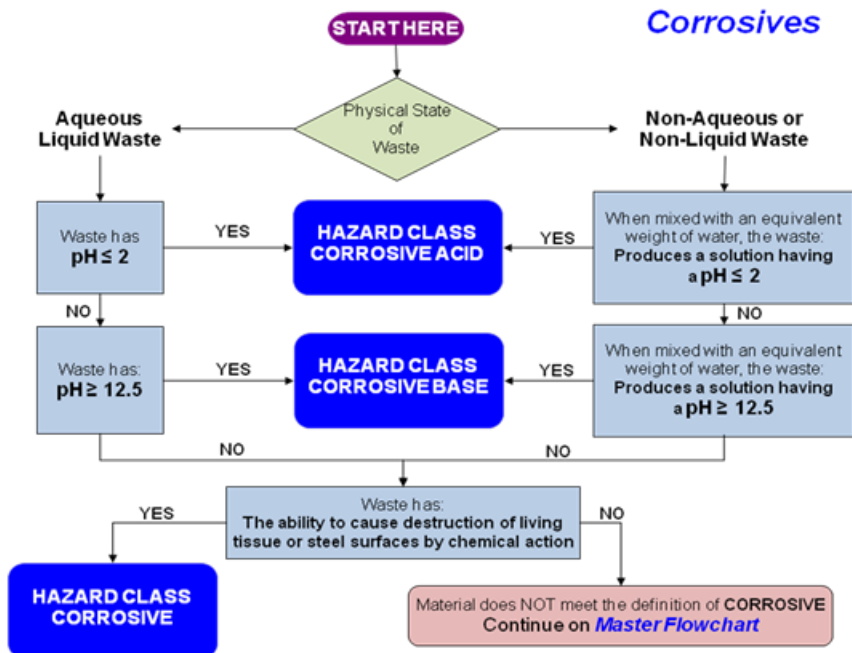 START HERE
Corrosives
Physical State
of
Waste
Aqueous
Liquid Waste
Non-Aqueous or
Non-Liquid Waste
Waste has
pH ≤ 2
YES
HAZARD CLASS
CORROSIVE ACID
YES
When mixed with an equivalent
weight of water, the waste:
Produces a solution having
a pH ≤ 2
NO
NO
Waste has:
pH ≥ 12.5
YES
HAZARD CLASS
CORROSIVE BASE
YES
When mixed with an equivalent
weight of water, the waste:
Produces a solution having
a pH ≥ 12.5
NO
NO
Waste has:
The ability to cause destruction of living
tissue or steel surfaces by chemical action
YES
NO
HAZARD CLASS
CORROSIVE
Material does NOT meet the definition of CORROSIVE
Continue on Master Flowchart